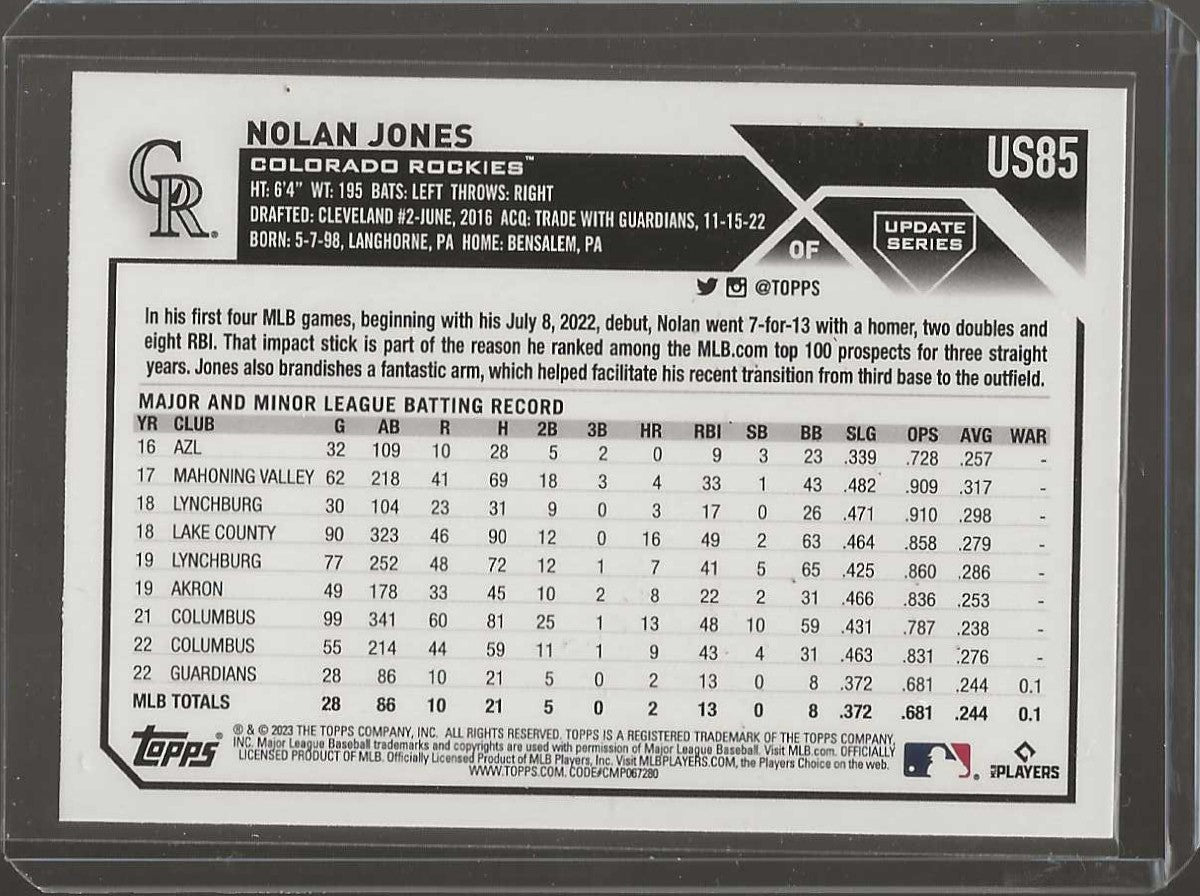 NOLAN JONES
US85
CR
COLORADO ROCKIES™
HT: 6'4" WT: 195 BATS: LEFT THROWS: RIGHT
DRAFTED: CLEVELAND #2-JUNE, 2016 ACQ: TRADE WITH GUARDIANS, 11-15-22
BORN: 5-7-98, LANGHORNE, PA HOME: BENSALEM, PA
OF
UPDATE
SERIES
@TOPPS
In his first four MLB games, beginning with his July 8, 2022, debut, Nolan went 7-for-13 with a homer, two doubles and
eight RBI. That impact stick is part of the reason he ranked among the MLB.com top 100 prospects for three straight
years. Jones also brandishes a fantastic arm, which helped facilitate his recent transition from third base to the outfield.
MAJOR AND MINOR LEAGUE BATTING RECORD
YR CLUB G AB R H 2B 3B HR RBI SB BB SLG OPS AVG WAR
16 AZL 32 109 10 28 5 2 0 9 3 23 .339 .728 .257 -
17 MAHONING VALLEY 62 218 41 69 18 3 4 33 1 43 .482 .909 .317 -
18 LYNCHBURG 30 104 23 31 9 0 3 17 0 26 .471 .910 .298 -
18 LAKE COUNTY 90 323 46 90 12 0 16 49 2 63 .464 .858 .279 -
19 LYNCHBURG 77 252 48 72 12 1 7 41 5 65 .425 .860 .286 -
19 AKRON 49 178 33 45 10 2 8 22 2 31 .466 .836 .253 -
21 COLUMBUS 99 341 60 81 25 1 13 48 10 59 .431 .787 .238 -
22 COLUMBUS 55 214 44 59 11 1 9 43 4 31 .463 .831 .276 -
22 GUARDIANS 28 86 10 21 5 0 2 13 0 8 .372 .681 .244 0.1
MLB TOTALS 28 86 10 21 5 0 2 13 0 8 .372 .681 .244 0.1
Topps®
® & © 2023 THE TOPPS COMPANY, INC. ALL RIGHTS RESERVED. TOPPS IS A REGISTERED TRADEMARK OF THE TOPPS COMPANY,
INC. Major League Baseball trademarks and copyrights are used with permission of Major League Baseball. Visit MLB.com. OFFICIALLY
LICENSED PRODUCT OF MLB. Officially Licensed Product of MLB Players, Inc. Visit MLBPLAYERS.COM, the Players Choice on the web.
WWW.TOPPS.COM. CODE#CMP067280
MLB PLAYERS